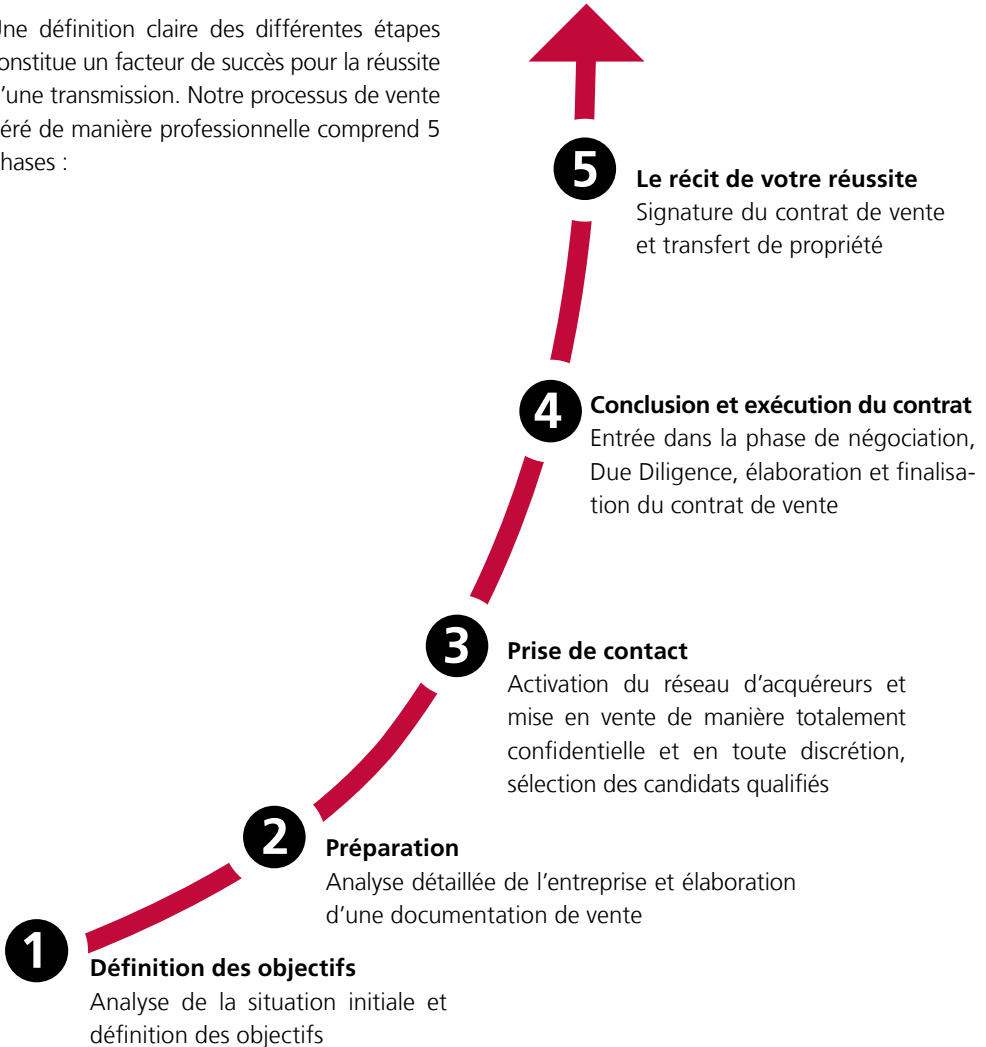 Une définition claire des différentes étapes
onstitue un facteur de succès pour la réussite
’une transmission. Notre processus de vente
éré de manière professionnelle comprend 5
hases :
5
Le récit de votre réussite
Signature du contrat de vente
et transfert de propriété
4
Conclusion et exécution du contrat
Entrée dans la phase de négociation,
Due Diligence, élaboration et finalisa-
tion du contrat de vente
3
Prise de contact
Activation du réseau d’acquéreurs et
mise en vente de manière totalement
confidentielle et en toute discrétion,
sélection des candidats qualifiés
2
Préparation
Analyse détaillée de l’entreprise et élaboration
d’une documentation de vente
1
Définition des objectifs
Analyse de la situation initiale et
définition des objectifs